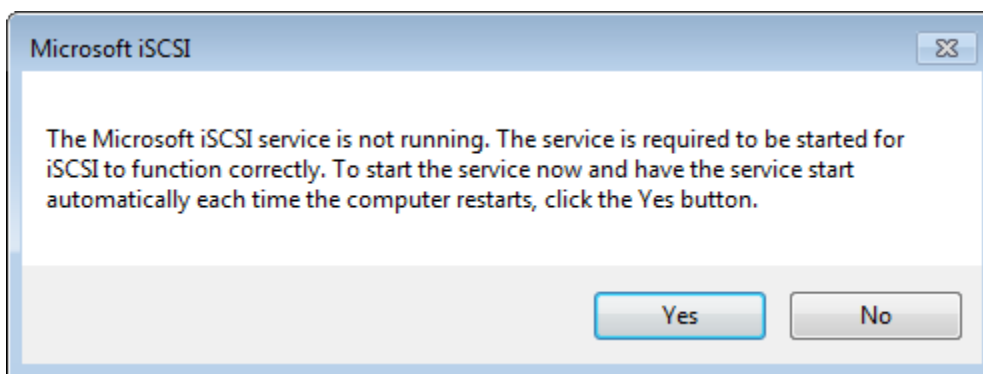 Microsoft iSCSI
The Microsoft iSCSI service is not running. The service is required to be started for
iSCSI to function correctly. To start the service now and have the service start
automatically each time the computer restarts, click the Yes button.
Yes
No